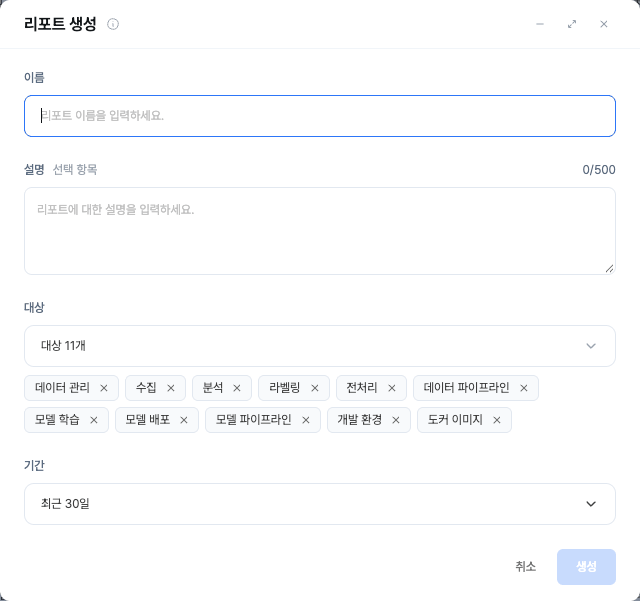 리포트 생성
이름
리포트 이름을 입력하세요.
설명 선택 항목 0/500
리포트에 대한 설명을 입력하세요.
대상
대상 11개
데이터 관리 수집 분석 라벨링 전처리 데이터 파이프라인
모델 학습 모델 배포 모델 파이프라인 개발 환경 도커 이미지
기간
최근 30일
취소 생성